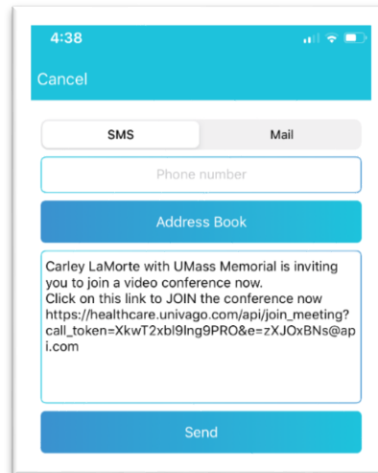 4:38
Cancel
SMS Mail
Phone number
Address Book
Carley LaMorte with UMass Memorial is inviting
you to join a video conference now.
Click on this link to JOIN the conference now
https://healthcare.univago.com/api/join_meeting?
call_token=XkwT2xbl9lng9PRO&e=zXJOxBNs@ap
i.com
Send